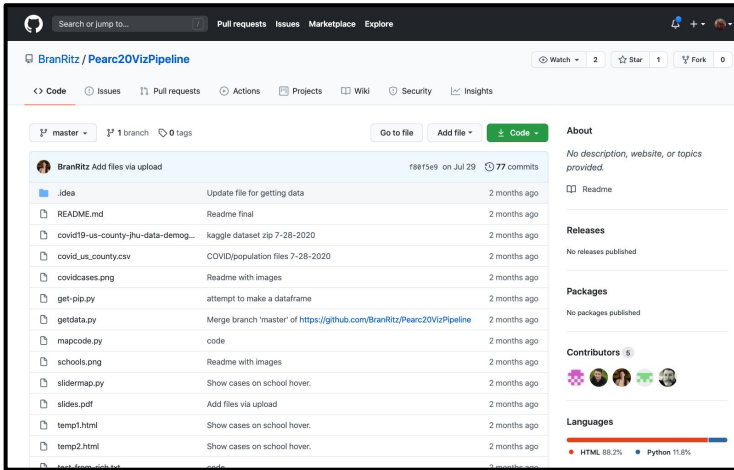 Search or jump to... / Pull requests Issues Marketplace Explore
BranRitz / Pearc20VizPipeline Watch 2 Star 1 Fork 0
Code Issues Pull requests Actions Projects Wiki Security Insights
master 1 branch 0 tags Go to file Add file Code About
BranRitz Add files via upload f80f5e9 on Jul 29 77 commits
No description, website, or topics
provided.
.idea Update file for getting data 2 months ago
Readme
README.md Readme final 2 months ago
covid19-us-county-jhu-data-demog... kaggle dataset zip 7-28-2020 2 months ago
Releases
covid_us_county.csv COVID/population files 7-28-2020 2 months ago
No releases published
covidcases.png Readme with images 2 months ago
get-pip.py attempt to make a dataframe 2 months ago
Packages
getdata.py Merge branch 'master' of https://github.com/BranRitz/Pearc20VizPipeline 2 months ago
No packages published
mapcode.py code 2 months ago
schools.png Readme with images 2 months ago
Contributors 5
slidermap.py Show cases on school hover. 2 months ago
slides.pdf Add files via upload 2 months ago
temp1.html Show cases on school hover. 2 months ago
Languages
temp2.html Show cases on school hover. 2 months ago
HTML 88.2% Python 11.8%
test-from-rich.txt code 2 months ago